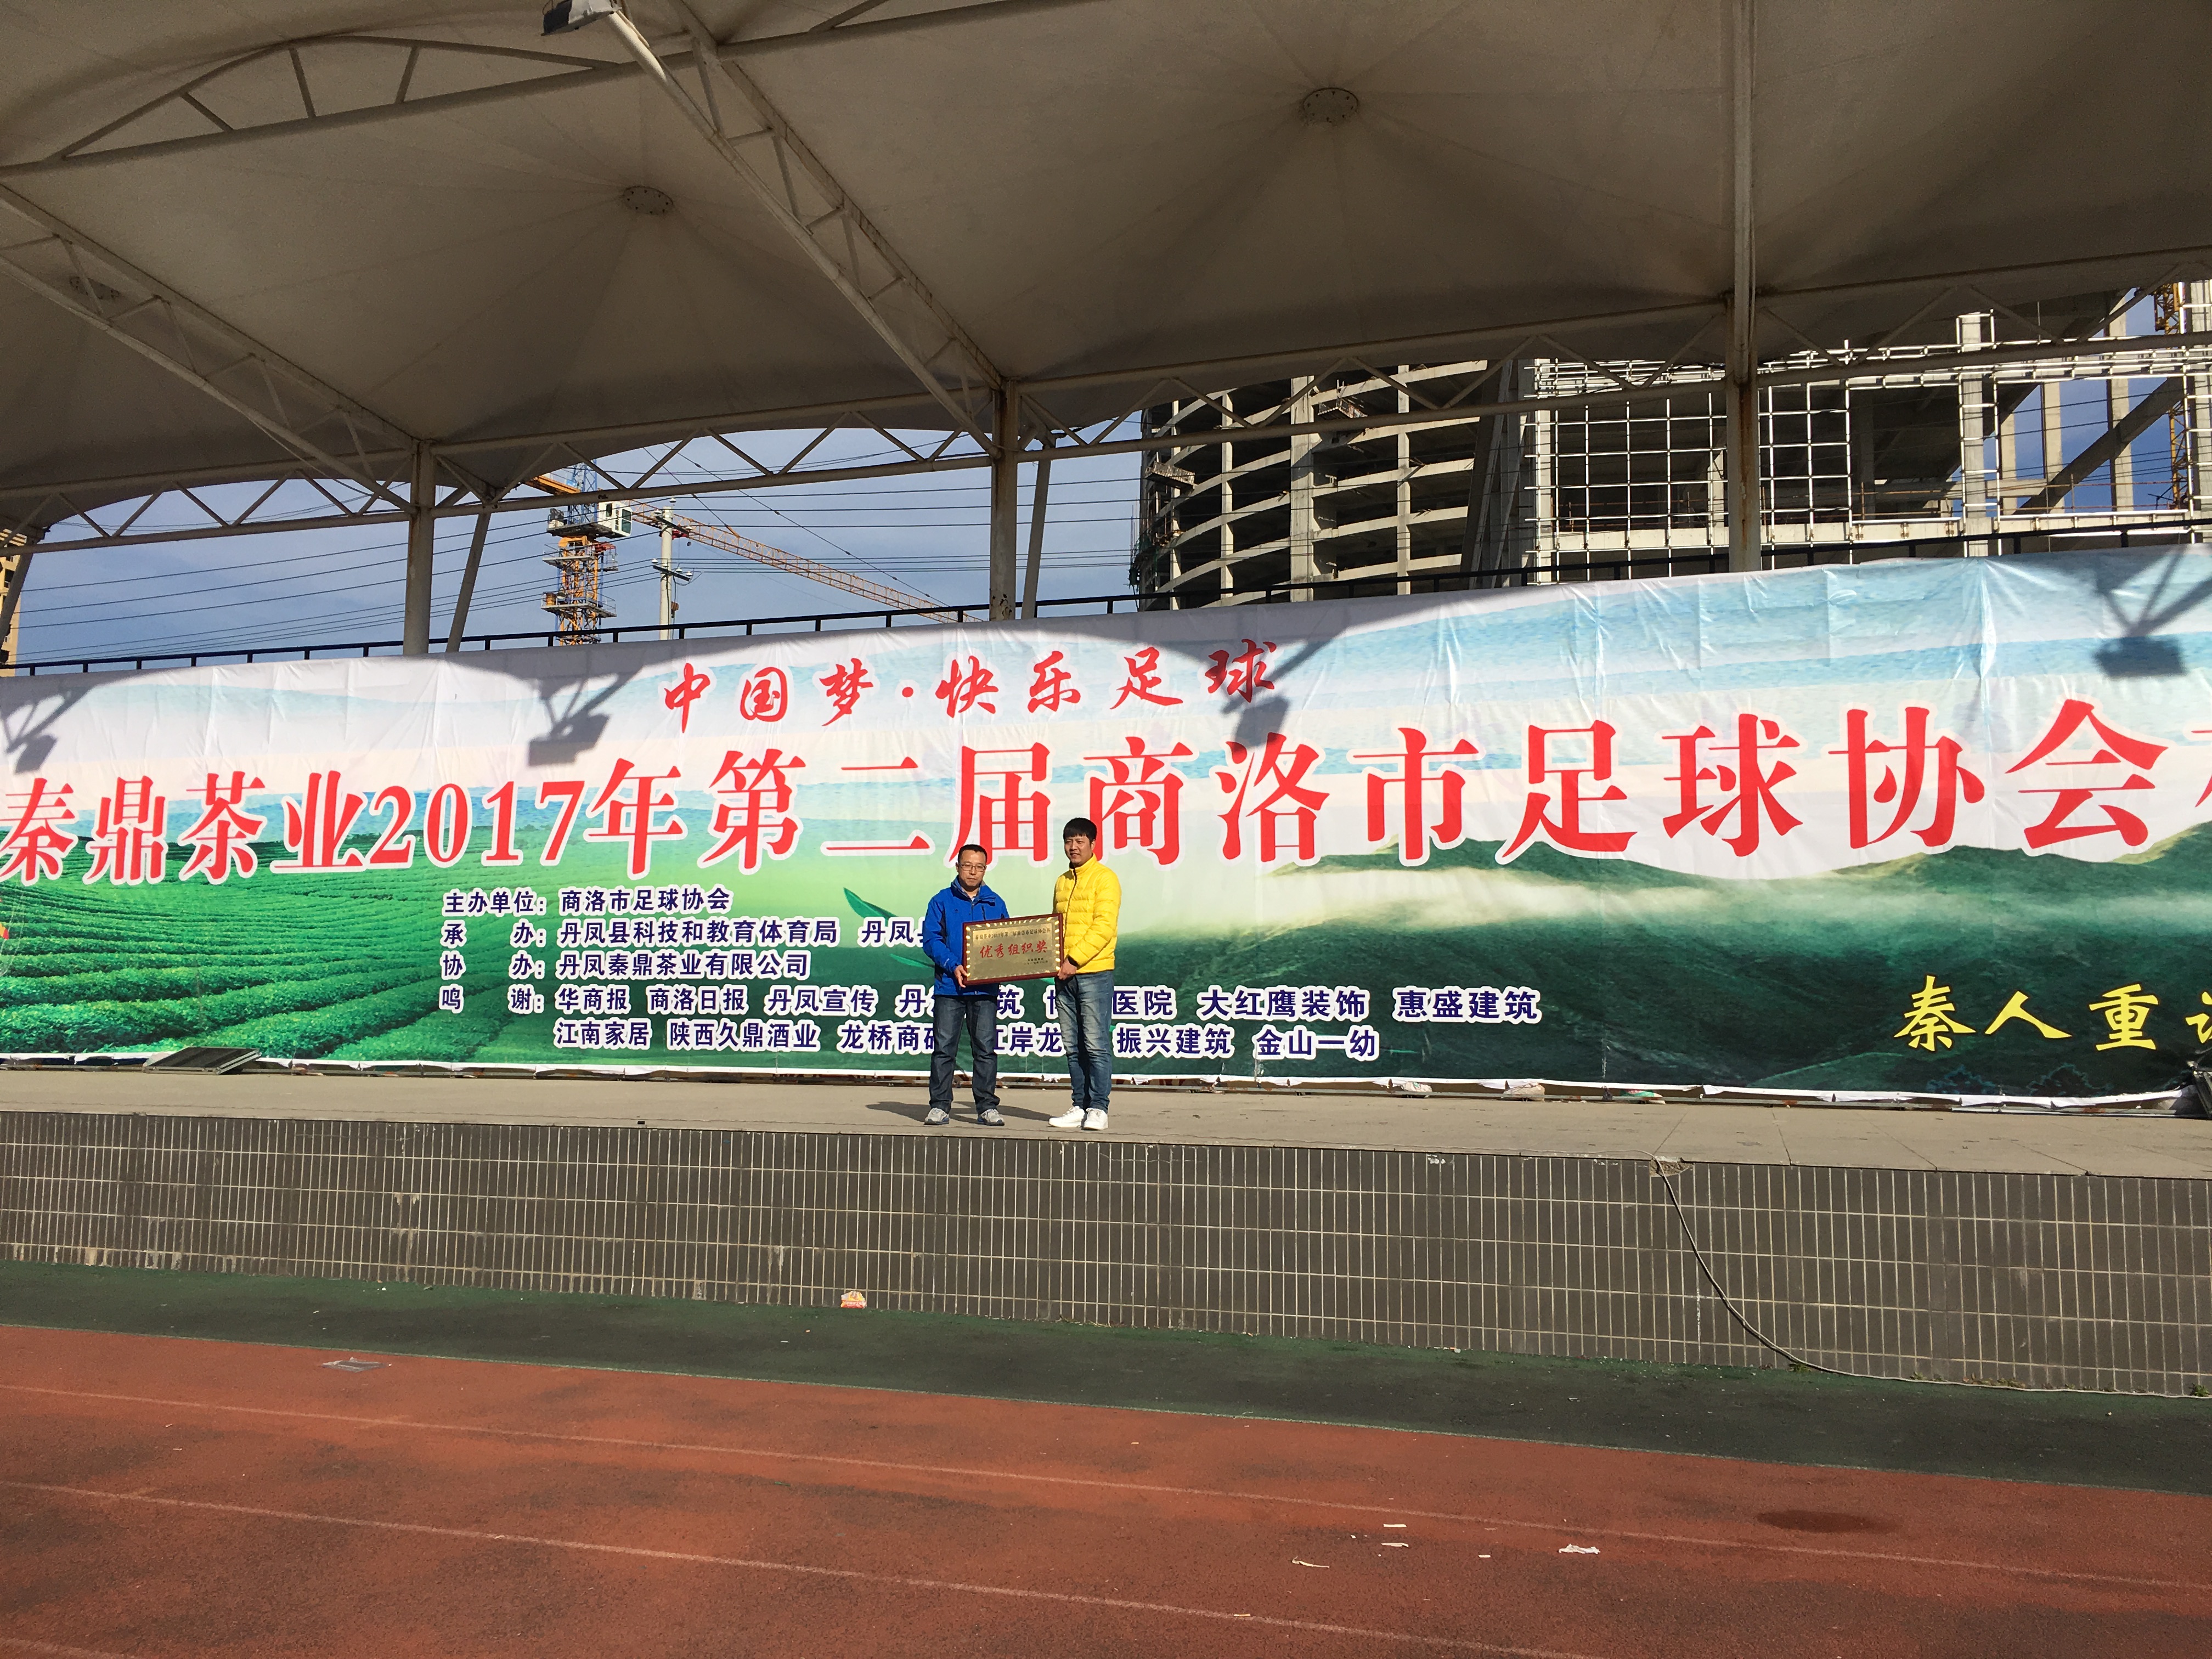 中国梦·快乐足球
秦鼎茶业2017年第二届商洛市足球协会
主办单位：商洛市足球协会
承 办：丹凤县科技和教育体育局 丹凤
协 办：丹凤秦鼎茶业有限公司
鸣 谢：华商报 商洛日报 丹凤宣传 丹 筑 医院 大红鹰装饰 惠盛建筑
江南家居 陕西久鼎酒业 龙桥商 江岸龙 振兴建筑 金山一幼
优秀组织奖
秦人重